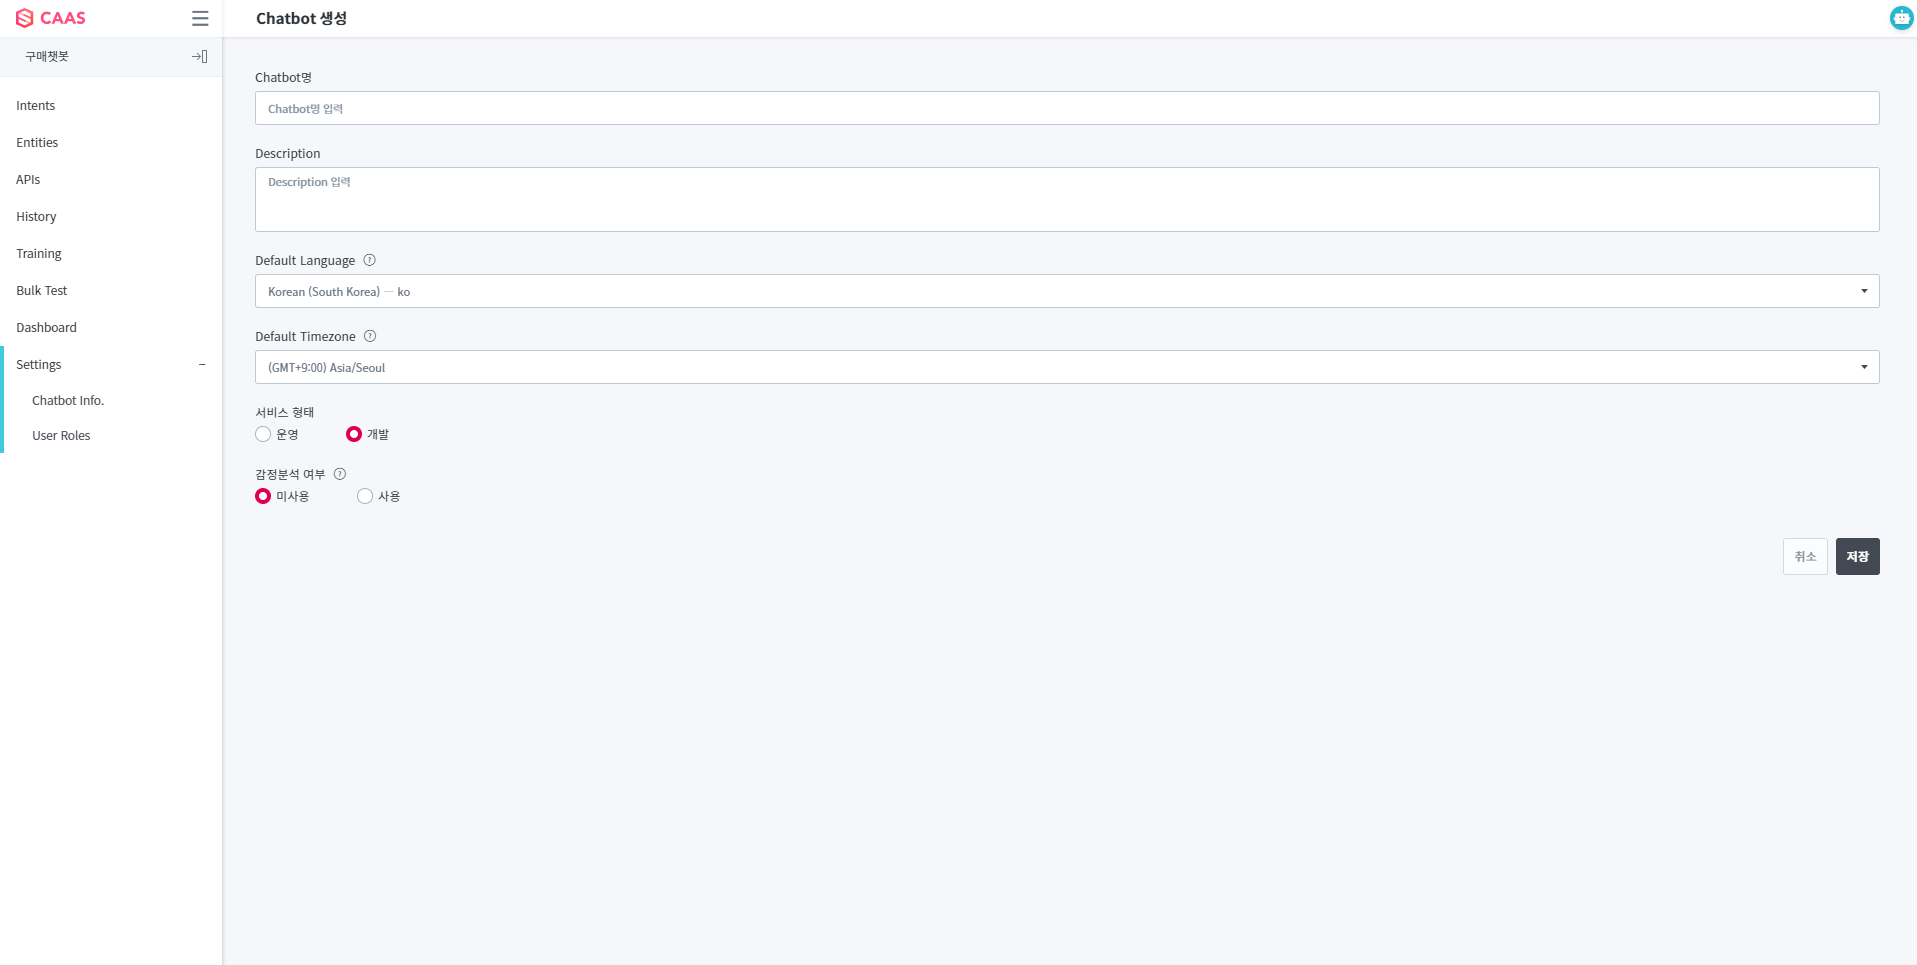 CAAS
Chatbot 생성
구매챗봇
Intents
Entities
APIs
History
Training
Bulk Test
Dashboard
Settings
Chatbot Info.
User Roles
Chatbot명
Chatbot명 입력
Description
Description 입력
Default Language ?
Korean (South Korea) — ko
Default Timezone ?
(GMT+9:00) Asia/Seoul
서비스 형태
운영 개발
감정분석 여부 ?
미사용 사용
취소 저장